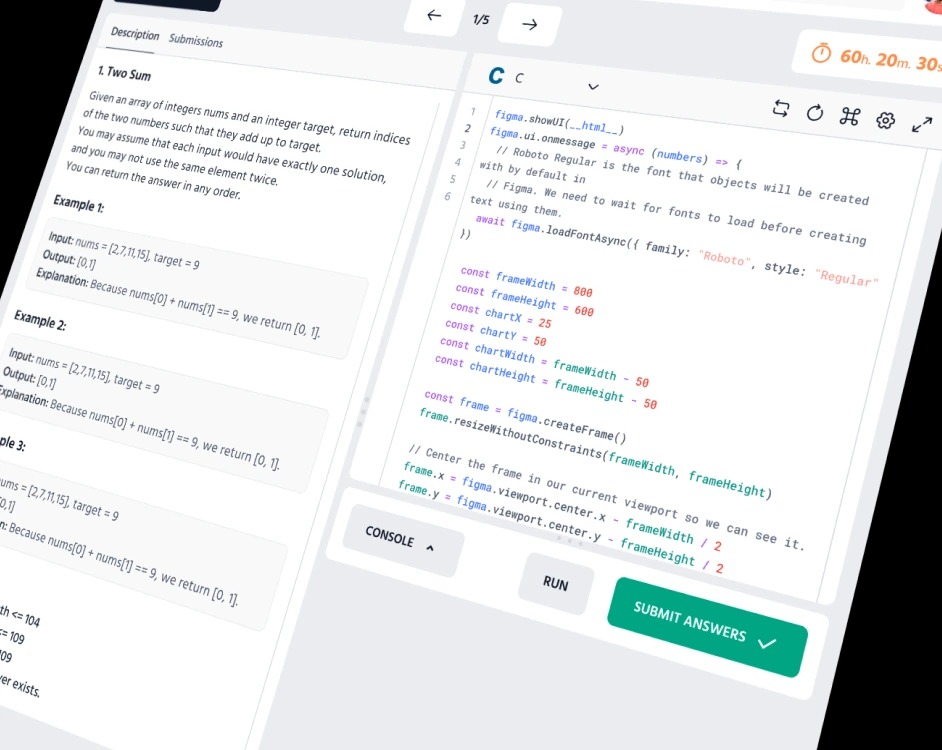 1/5
60h. 20m. 30s
Description Submissions
1. Two Sum
Given an array of integers nums and an integer target, return indices
of the two numbers such that they add up to target.
You may assume that each input would have exactly one solution,
and you may not use the same element twice.
You can return the answer in any order.
Example 1:
Input: nums = [2,7,11,15], target = 9
Output: [0,1]
Explanation: Because nums[0] + nums[1] == 9, we return [0, 1].
Example 2:
Input: nums = [2,7,11,15], target = 9
Output: [0,1]
Explanation: Because nums[0] + nums[1] == 9, we return [0, 1].
3:
nums = [2,7,11,15], target = 9
[0,1]
Because nums[0] + nums[1] == 9, we return [0, 1].
<= 104
<= 109
109
exists.
C C
1 figma.showUI(__html__)
2 figma.ui.onmessage = async (numbers) => {
3 // Roboto Regular is the font that objects will be created
4 with by default in
5 // Figma. We need to wait for fonts to load before creating
6 text using them.
await figma.loadFontAsync({ family: "Roboto", style: "Regular"
})
const frameWidth = 800
const frameHeight = 600
const chartX = 25
const chartY = 50
const chartWidth = frameWidth - 50
const chartHeight = frameHeight - 50
const frame = figma.createFrame()
frame.resizeWithoutConstraints(frameWidth, frameHeight)
// Center the frame in our current viewport so we can see it.
frame.x = figma.viewport.center.x - frameWidth / 2
frame.y = figma.viewport.center.y - frameHeight / 2
CONSOLE
RUN
SUBMIT ANSWERS